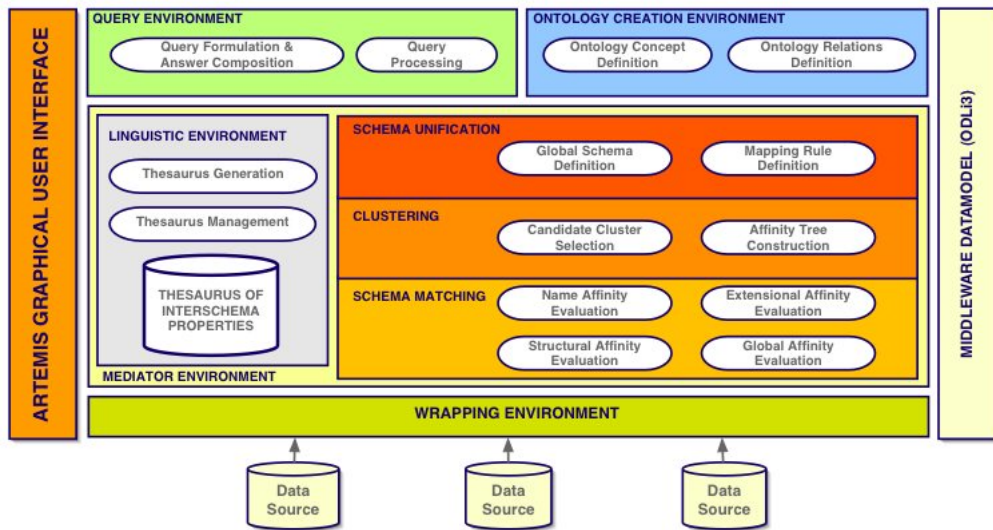 ARTEMIS GRAPHICAL USER INTERFACE
QUERY ENVIRONMENT
Query Formulation &
Answer Composition
Query
Processing
ONTOLOGY CREATION ENVIRONMENT
Ontology Concept
Definition
Ontology Relations
Definition
LINGUISTIC ENVIRONMENT
Thesaurus Generation
Thesaurus Management
THESAURUS OF
INTERSCHEMA
PROPERTIES
SCHEMA UNIFICATION
Global Schema
Definition
Mapping Rule
Definition
CLUSTERING
Candidate Cluster
Selection
Affinity Tree
Construction
SCHEMA MATCHING
Name Affinity
Evaluation
Extensional Affinity
Evaluation
Structural Affinity
Evaluation
Global Affinity
Evaluation
MEDIATOR ENVIRONMENT
WRAPPING ENVIRONMENT
Data
Source
Data
Source
Data
Source
MIDDLEWARE DATAMODEL (ODLi3)